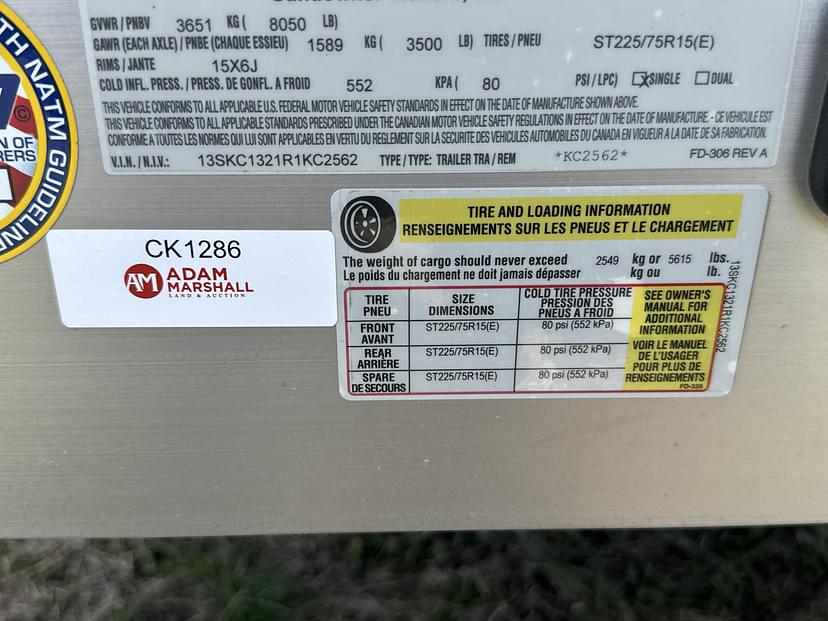 GVWR / PNBV 3651 KG ( 8050 LB)
GAWR (EACH AXLE) / PNBE (CHAQUE ESSIEU) 1589 KG ( 3500 LB) TIRES / PNEU ST225/75R15(E)
RIMS / JANTE 15X6J
COLD INFL. PRESS. / PRESS. DE GONFL. A FROID 552 KPA ( 80 PSI / LPC) X SINGLE DUAL
THIS VEHICLE CONFORMS TO ALL APPLICABLE U.S. FEDERAL MOTOR VEHICLE SAFETY STANDARDS IN EFFECT ON THE DATE OF MANUFACTURE SHOWN ABOVE.
THIS VEHICLE CONFORMS TO ALL APPLICABLE STANDARDS PRESCRIBED UNDER THE CANADIAN MOTOR VEHICLE SAFETY REGULATIONS IN EFFECT ON THE DATE OF MANUFACTURE. - CE VEHICULE EST
CONFORME A TOUTES LES NORMES QUI LUI SONT APPLICABLES EN VERTU DU REGLEMENT SUR LA SECURITE DES VEHICULES AUTOMOBILES DU CANADA EN VIGUEUR A LA DATE DE SA FABRICATION.
V.I.N. / N.I.V.: 13SKC1321R1KC2562 TYPE / TYPE: TRAILER TRA / REM *KC2562* FD-306 REV A
TH NATM GUIDELINE
©
ON OF
RERS
CK1286
AM ADAM
MARSHALL
LAND & AUCTION
TIRE AND LOADING INFORMATION
RENSEIGNEMENTS SUR LES PNEUS ET LE CHARGEMENT
The weight of cargo should never exceed 2549 kg or 5615 lbs.
Le poids du chargement ne doit jamais dépasser kg ou lb.
TIRE
PNEU
SIZE
DIMENSIONS
COLD TIRE PRESSURE
PRESSION DES
PNEUS A FROID
FRONT
AVANT
ST225/75R15(E)
80 psi (552 kPa)
REAR
ARRIÈRE
ST225/75R15(E)
80 psi (552 kPa)
SPARE
DE SECOURS
ST225/75R15(E)
80 psi (552 kPa)
SEE OWNER'S
MANUAL FOR
ADDITIONAL
INFORMATION
VOIR LE MANUEL
DE L'USAGER
POUR PLUS DE
RENSEIGNEMENTS
FD-335
13SKC1321R1KC2562